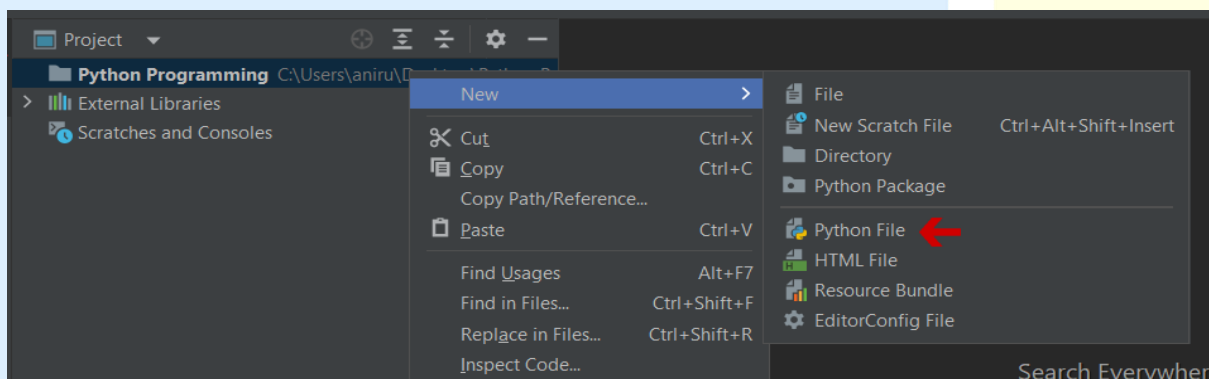 Project
Python Programming C:\Users\aniru\D
External Libraries
Scratches and Consoles
New
Cut Ctrl+X
Copy Ctrl+C
Copy Path/Reference...
Paste Ctrl+V
Find Usages Alt+F7
Find in Files... Ctrl+Shift+F
Replace in Files... Ctrl+Shift+R
Inspect Code...
File
New Scratch File Ctrl+Alt+Shift+Insert
Directory
Python Package
Python File
HTML File
Resource Bundle
EditorConfig File
Search Everywher